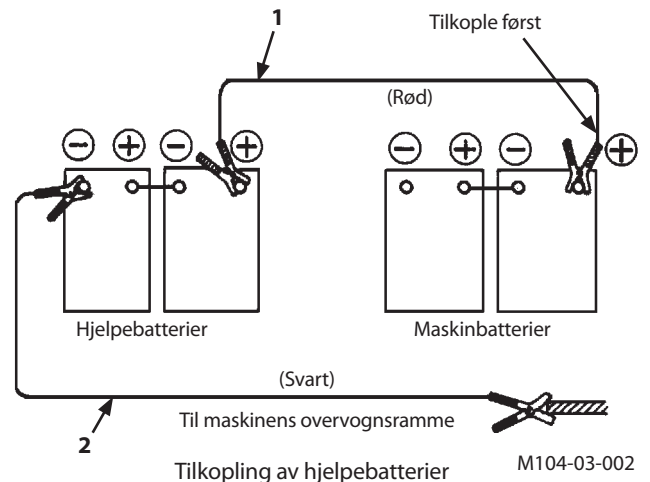 1
Tilkople først
(Rød)
Hjelpebatterier
Maskinbatterier
(Svart)
2
Til maskinens overvognsramme
Tilkopling av hjelpebatterier
M104-03-002